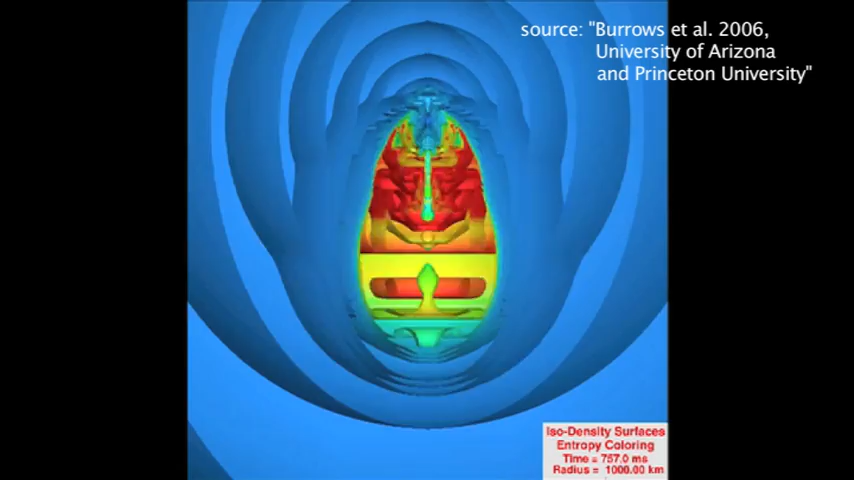 source: "Burrows et al. 2006,
University of Arizona
and Princeton University"
Iso-Density Surfaces
Entropy Coloring
Time = 757.0 ms
Radius = 1000.00 km